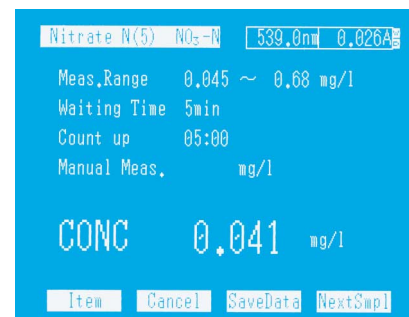 Nitrate N(5) NO₃-N 539.0nm 0.026A
Meas.Range 0.045 ~ 0.68 mg/l
Waiting Time 5min
Count up 05:00
Manual Meas. mg/l
CONC 0.041 mg/l
Item Cancel SaveData NextSmpl